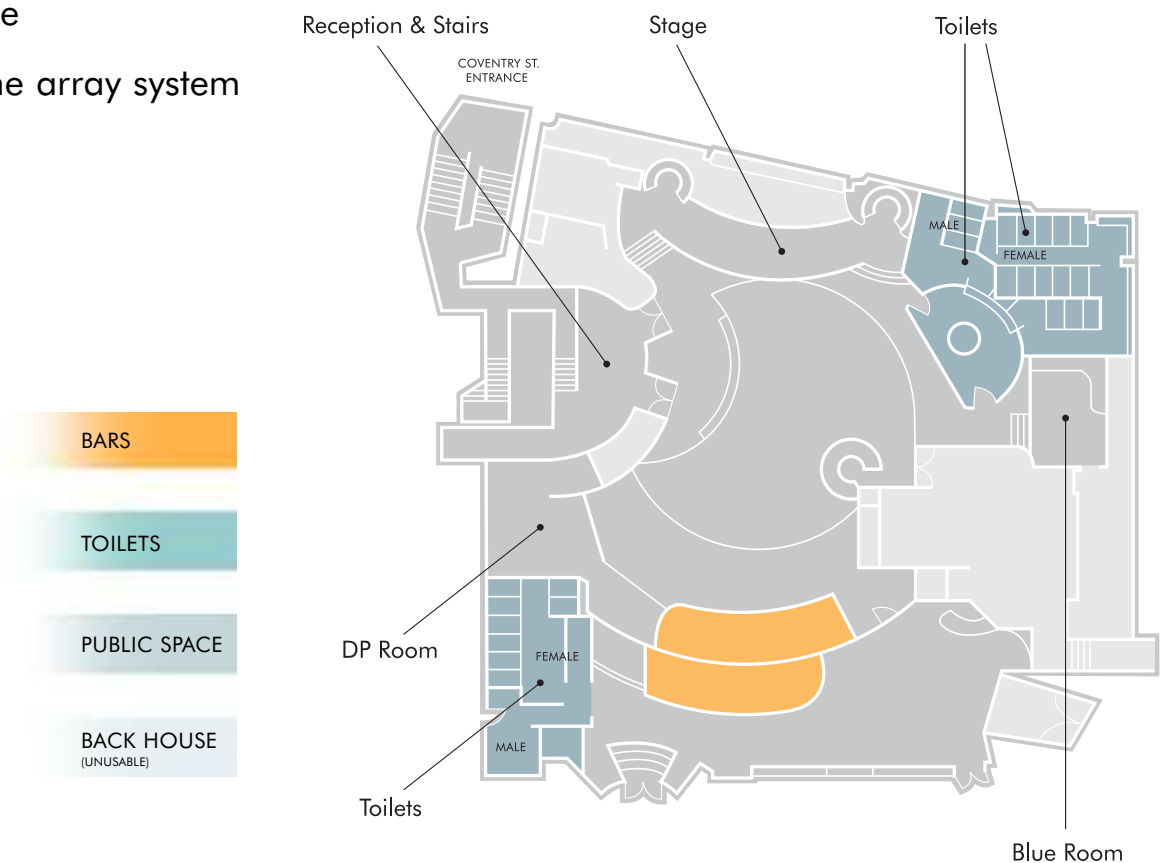 e
ne array system
Reception & Stairs
Stage
Toilets
COVENTRY ST.
ENTRANCE
MALE
FEMALE
BARS
TOILETS
PUBLIC SPACE
BACK HOUSE
(UNUSABLE)
DP Room
FEMALE
MALE
Toilets
Blue Room